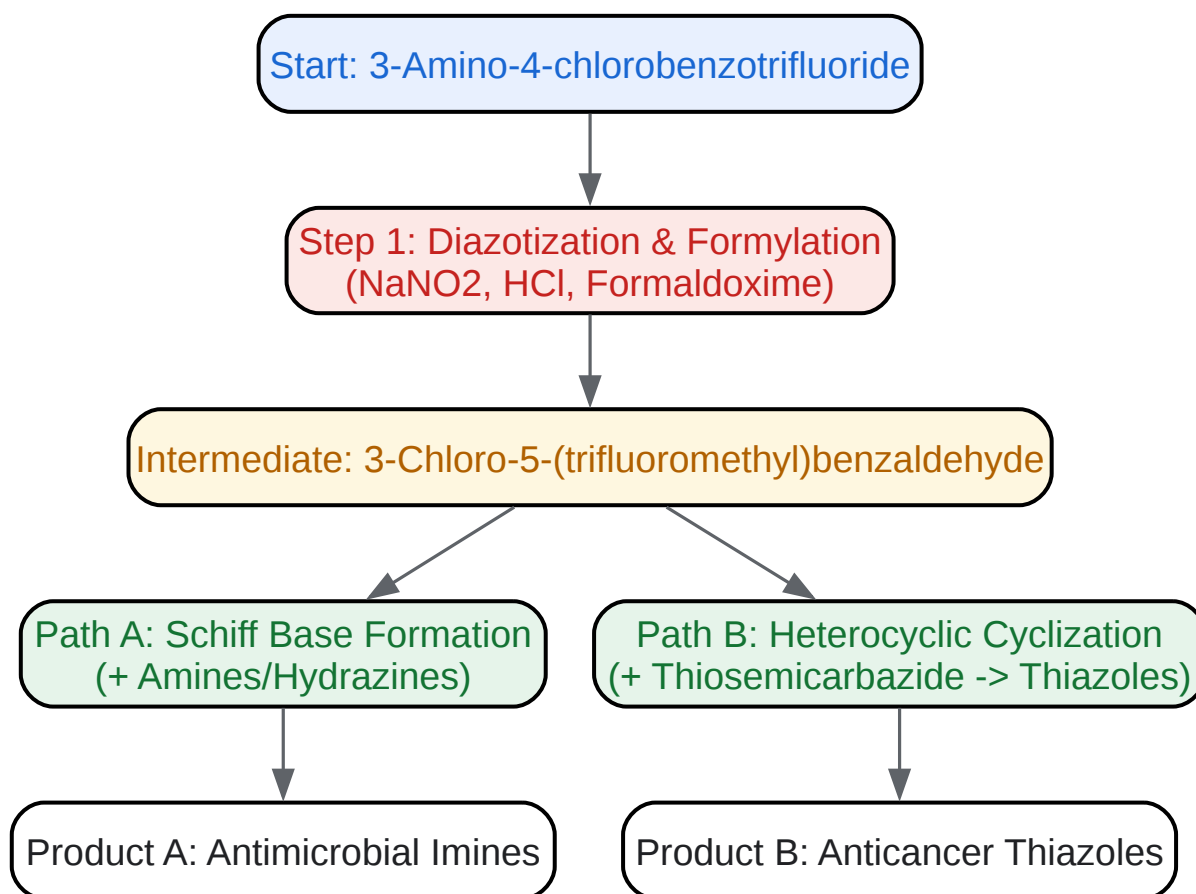 Start: 3-Amino-4-chlorobenzotrifluoride
Step 1: Diazotization & Formylation
(NaNO2, HCl, Formaldoxime)
Intermediate: 3-Chloro-5-(trifluoromethyl)benzaldehyde
Path A: Schiff Base Formation
(+ Amines/Hydrazines)
Path B: Heterocyclic Cyclization
(+ Thiosemicarbazide -> Thiazoles)
Product A: Antimicrobial Imines
Product B: Anticancer Thiazoles